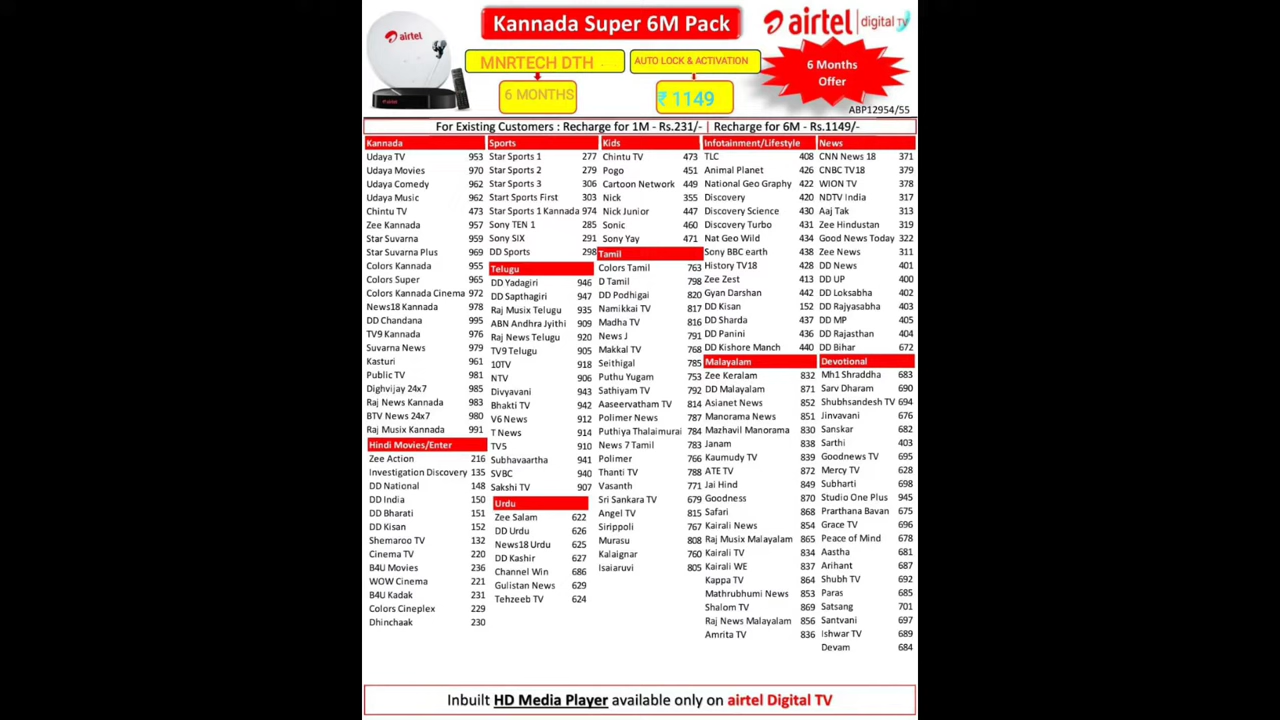 Kannada Super 6M Pack
airtel digital TV
airtel
MNRTECH DTH
AUTO LOCK & ACTIVATION
6 Months
Offer
6 MONTHS
₹ 1149
ABP12954/55
For Existing Customers : Recharge for 1M - Rs.231/- | Recharge for 6M - Rs.1149/-
Kannada
Udaya TV 953
Udaya Movies 970
Udaya Comedy 962
Udaya Music 962
Chintu TV 473
Zee Kannada 957
Star Suvarna 959
Star Suvarna Plus 969
Colors Kannada 955
Colors Super 965
Colors Kannada Cinema 972
News18 Kannada 978
DD Chandana 995
TV9 Kannada 976
Suvarna News 979
Kasturi 961
Public TV 981
Dighvijay 24x7 985
Raj News Kannada 983
BTV News 24x7 980
Raj Musix Kannada 991
Hindi Movies/Enter
Zee Action 216
Investigation Discovery 135
DD National 148
DD India 150
DD Bharati 151
DD Kisan 152
Shemaroo TV 132
Cinema TV 220
B4U Movies 236
WOW Cinema 221
B4U Kadak 231
Colors Cineplex 229
Dhinchaak 230
Sports
Star Sports 1 277
Star Sports 2 279
Star Sports 3 306
Start Sports First 303
Star Sports 1 Kannada 974
Sony TEN 1 285
Sony SIX 291
DD Sports 298
Telugu
DD Yadagiri 946
DD Sapthagiri 947
Raj Musix Telugu 935
ABN Andhra Jyithi 909
Raj News Telugu 920
TV9 Telugu 905
10TV 918
NTV 906
Divyavani 943
Bhakti TV 942
V6 News 912
T News 914
TV5 910
Subhavaartha 941
SVBC 940
Sakshi TV 907
Urdu
Zee Salam 622
DD Urdu 626
News18 Urdu 625
DD Kashir 627
Channel Win 686
Gulistan News 629
Tehzeeb TV 624
Kids
Chintu TV 473
Pogo 451
Cartoon Network 449
Nick 355
Nick Junior 447
Sonic 460
Sony Yay 471
Tamil
Colors Tamil 763
D Tamil 798
DD Podhigai 820
Namikkai TV 817
Madha TV 816
News J 791
Makkal TV 768
Seithigal 785
Puthu Yugam 753
Sathiyam TV 792
Aaseervatham TV 814
Polimer News 787
Puthiya Thalaimurai 784
News 7 Tamil 783
Polimer 766
Thanti TV 788
Vasanth 771
Sri Sankara TV 679
Angel TV 815
Sirippoli 767
Murasu 808
Kalaignar 760
Isaiaruvi 805
Infotainment/Lifestyle
TLC 408
Animal Planet 426
National Geo Graphy 422
Discovery 420
Discovery Science 430
Discovery Turbo 431
Nat Geo Wild 434
Sony BBC earth 438
History TV18 428
Zee Zest 413
Gyan Darshan 442
DD Kisan 152
DD Sharda 437
DD Panini 436
DD Kishore Manch 440
Malayalam
Zee Keralam 832
DD Malayalam 871
Asianet News 852
Manorama News 851
Mazhavil Manorama 830
Janam 838
Kaumudy TV 839
ATE TV 872
Jai Hind 849
Goodness 870
Safari 868
Kairali News 854
Raj Musix Malayalam 865
Kairali TV 834
Kairali WE 837
Kappa TV 864
Mathrubhumi News 853
Shalom TV 869
Raj News Malayalam 856
Amrita TV 836
News
CNN News 18 371
CNBC TV18 379
WION TV 378
NDTV India 317
Aaj Tak 313
Zee Hindustan 319
Good News Today 322
Zee News 311
DD News 401
DD UP 400
DD Loksabha 402
DD Rajyasabha 403
DD MP 405
DD Rajasthan 404
DD Bihar 672
Devotional
Mh1 Shraddha 683
Sarv Dharam 690
Shubhsandesh TV 694
Jinvavani 676
Sanskar 682
Sarthi 403
Goodnews TV 695
Mercy TV 628
Subharti 698
Studio One Plus 945
Prarthana Bavan 675
Grace TV 696
Peace of Mind 678
Aastha 681
Arihant 687
Shubh TV 692
Paras 685
Satsang 701
Santvani 697
Ishwar TV 689
Devam 684
Inbuilt HD Media Player available only on airtel Digital TV